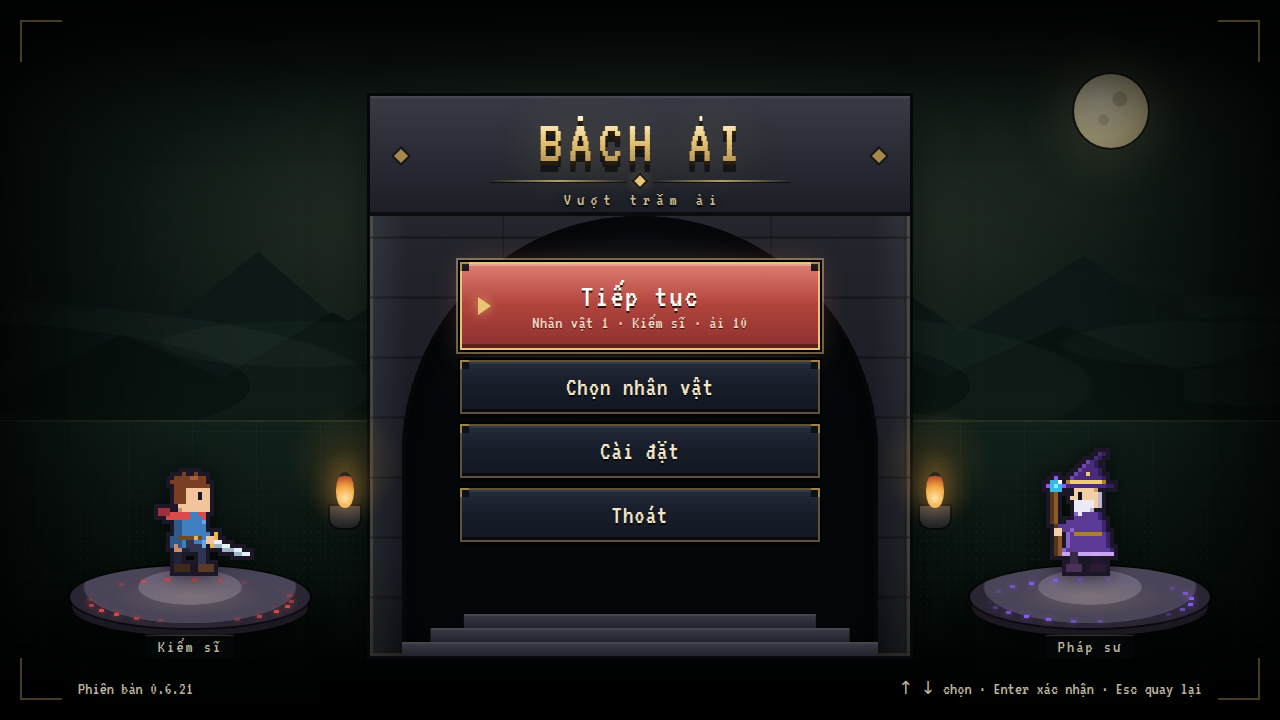 BÁCH ẢI
Vượt trăm ải
Tiếp tục
Nhân vật 1 · Kiếm sĩ · ải 10
Chọn nhân vật
Cài đặt
Thoát
Kiếm sĩ
Pháp sư
Phiên bản 0.6.21
↑ ↓ chọn · Enter xác nhận · Esc quay lại